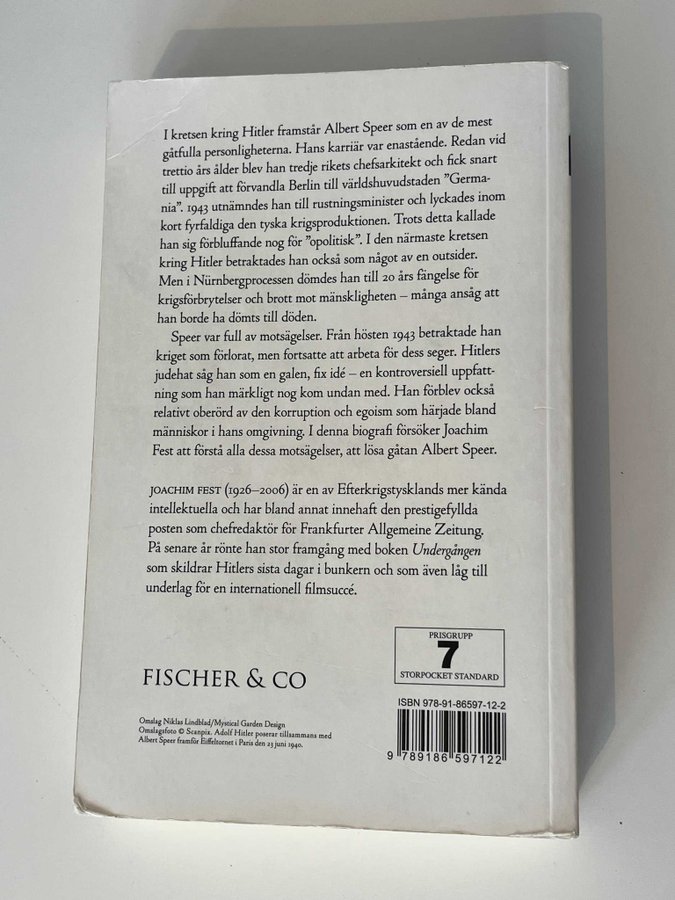 I kretsen kring Hitler framstår Albert Speer som en av de mest
gåtfulla personligheterna. Hans karriär var enastående. Redan vid
trettio års ålder blev han tredje rikets chefsarkitekt och fick snart
till uppgift att förvandla Berlin till världshuvudstaden ”Germa-
nia”. 1943 utnämndes han till rustningsminister och lyckades inom
kort fyrfaldiga den tyska krigsproduktionen. Trots detta kallade
han sig förbluffande nog för ”opolitisk”. I den närmaste kretsen
kring Hitler betraktades han också som något av en outsider.
Men i Nürnbergprocessen dömdes han till 20 års fängelse för
krigsförbrytelser och brott mot mänskligheten – många ansåg att
han borde ha dömts till döden.
Speer var full av motsägelser. Från hösten 1943 betraktade han
kriget som förlorat, men fortsatte att arbeta för dess seger. Hitlers
judehat såg han som en galen, fix idé – en kontroversiell uppfatt-
ning som han märkligt nog kom undan med. Han förblev också
relativt oberörd av den korruption och egoism som härjade bland
människor i hans omgivning. I denna biografi försöker Joachim
Fest att förstå alla dessa motsägelser, att lösa gåtan Albert Speer.
JOACHIM FEST (1926–2006) är en av Efterkrigstysklands mer kända
intellektuella och har bland annat innehaft den prestigefyllda
posten som chefredaktör för Frankfurter Allgemeine Zeitung.
På senare år rönte han stor framgång med boken Undergången
som skildrar Hitlers sista dagar i bunkern och som även låg till
underlag för en internationell filmsuccé.
PRISGRUPP
7
STORPOCKET STANDARD
FISCHER & CO
ISBN 978-91-86597-12-2
Omslag Niklas Lindblad/Mystical Garden Design
Omslagsfoto © Scanpix. Adolf Hitler poserar tillsammans med
Albert Speer framför Eiffeltornet i Paris den 23 juni 1940.
9 789186 597122